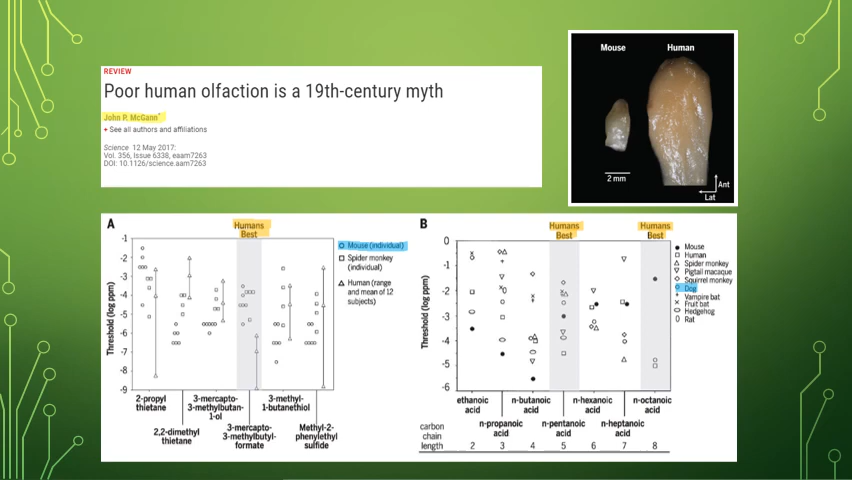 REVIEW
Poor human olfaction is a 19th-century myth
John P. McGann*
+ See all authors and affiliations
Science 12 May 2017:
Vol. 356, Issue 6338, eaam7263
DOI: 10.1126/science.aam7263
Mouse Human
2 mm
Ant
Lat
A
Humans
Best
Threshold (log ppm)
-1
-2
-3
-4
-5
-6
-7
-8
-9
Mouse (individual)
Spider monkey
(individual)
Human (range
and mean of 12
subjects)
2-propyl
thietane
2,2-dimethyl
thietane
3-mercapto-
3-methylbutan-
1-ol
3-mercapto-
3-methylbutyl-
formate
3-methyl-
1-butanethiol
Methyl-2-
phenylethyl
sulfide
B
Humans
Best
Humans
Best
Threshold (log ppm)
0
-1
-2
-3
-4
-5
-6
Mouse
Human
Spider monkey
Pigtail macaque
Squirrel monkey
Dog
Vampire bat
Fruit bat
Hedgehog
Rat
ethanoic
acid
n-propanoic
acid
n-butanoic
acid
n-pentanoic
acid
n-hexanoic
acid
n-heptanoic
acid
n-octanoic
acid
carbon
chain
length 2 3 4 5 6 7 8